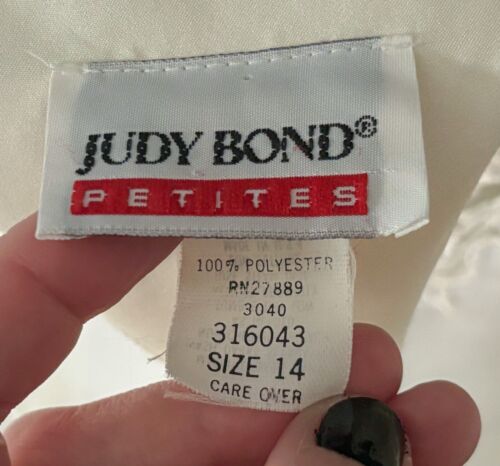 JUDY BOND®
PETITES
100% POLYESTER
RN27889
3040
316043
SIZE 14
CARE OVER